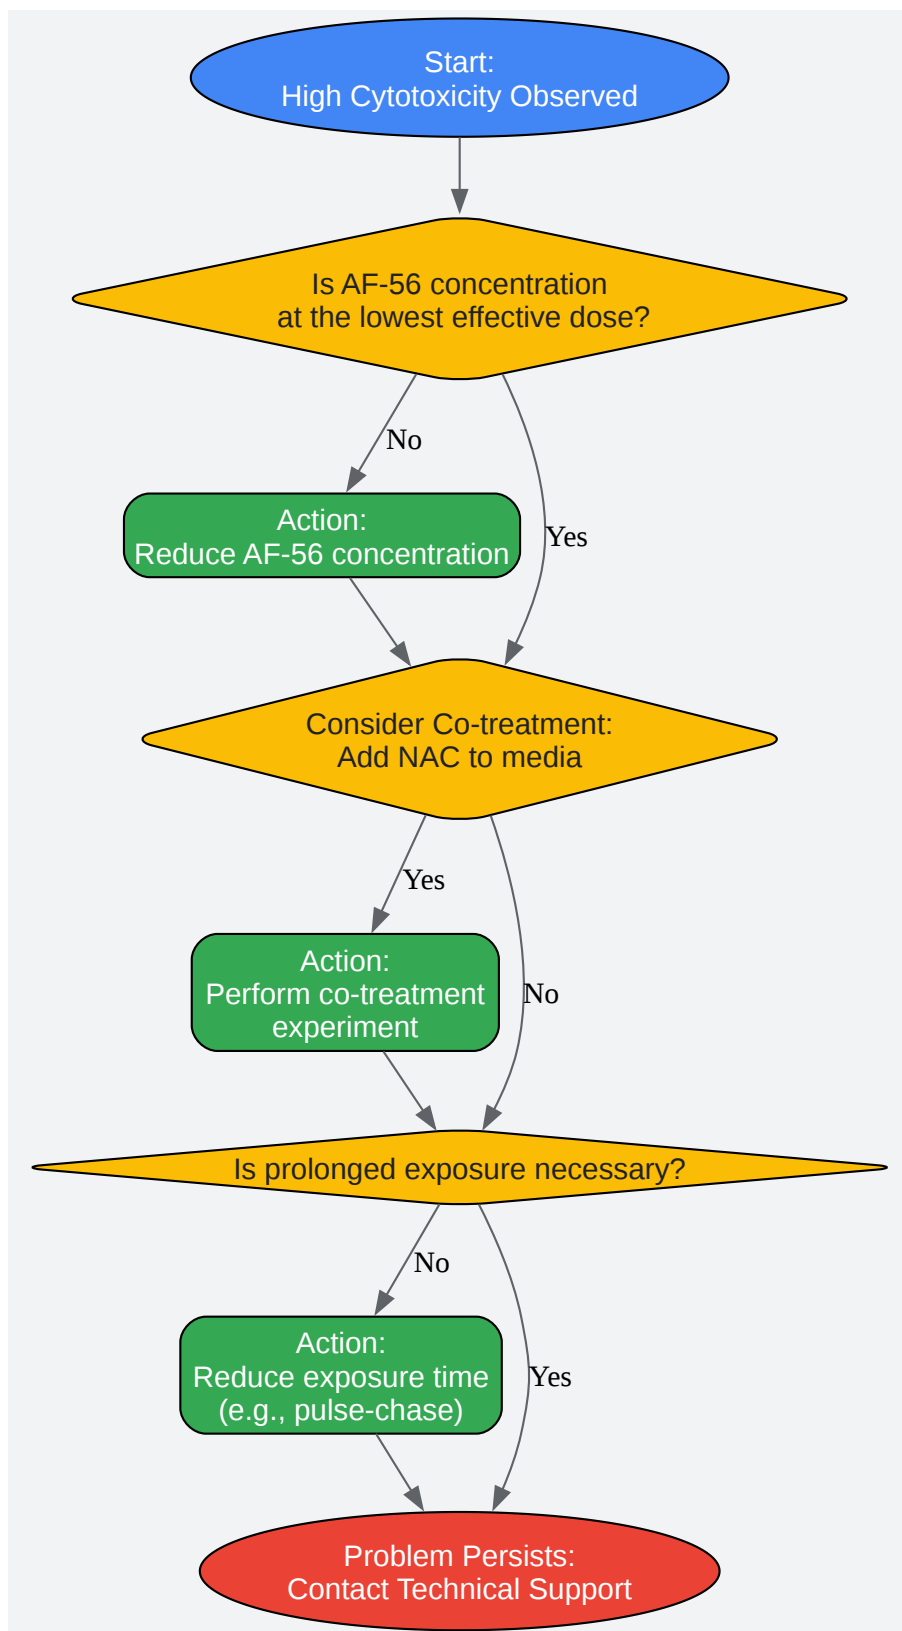 Start:
High Cytotoxicity Observed
Is AF-56 concentration
at the lowest effective dose?
No
Action:
Reduce AF-56 concentration
Yes
Consider Co-treatment:
Add NAC to media
Yes
Action:
Perform co-treatment
experiment
No
Is prolonged exposure necessary?
No
Action:
Reduce exposure time
(e.g., pulse-chase)
Yes
Problem Persists:
Contact Technical Support